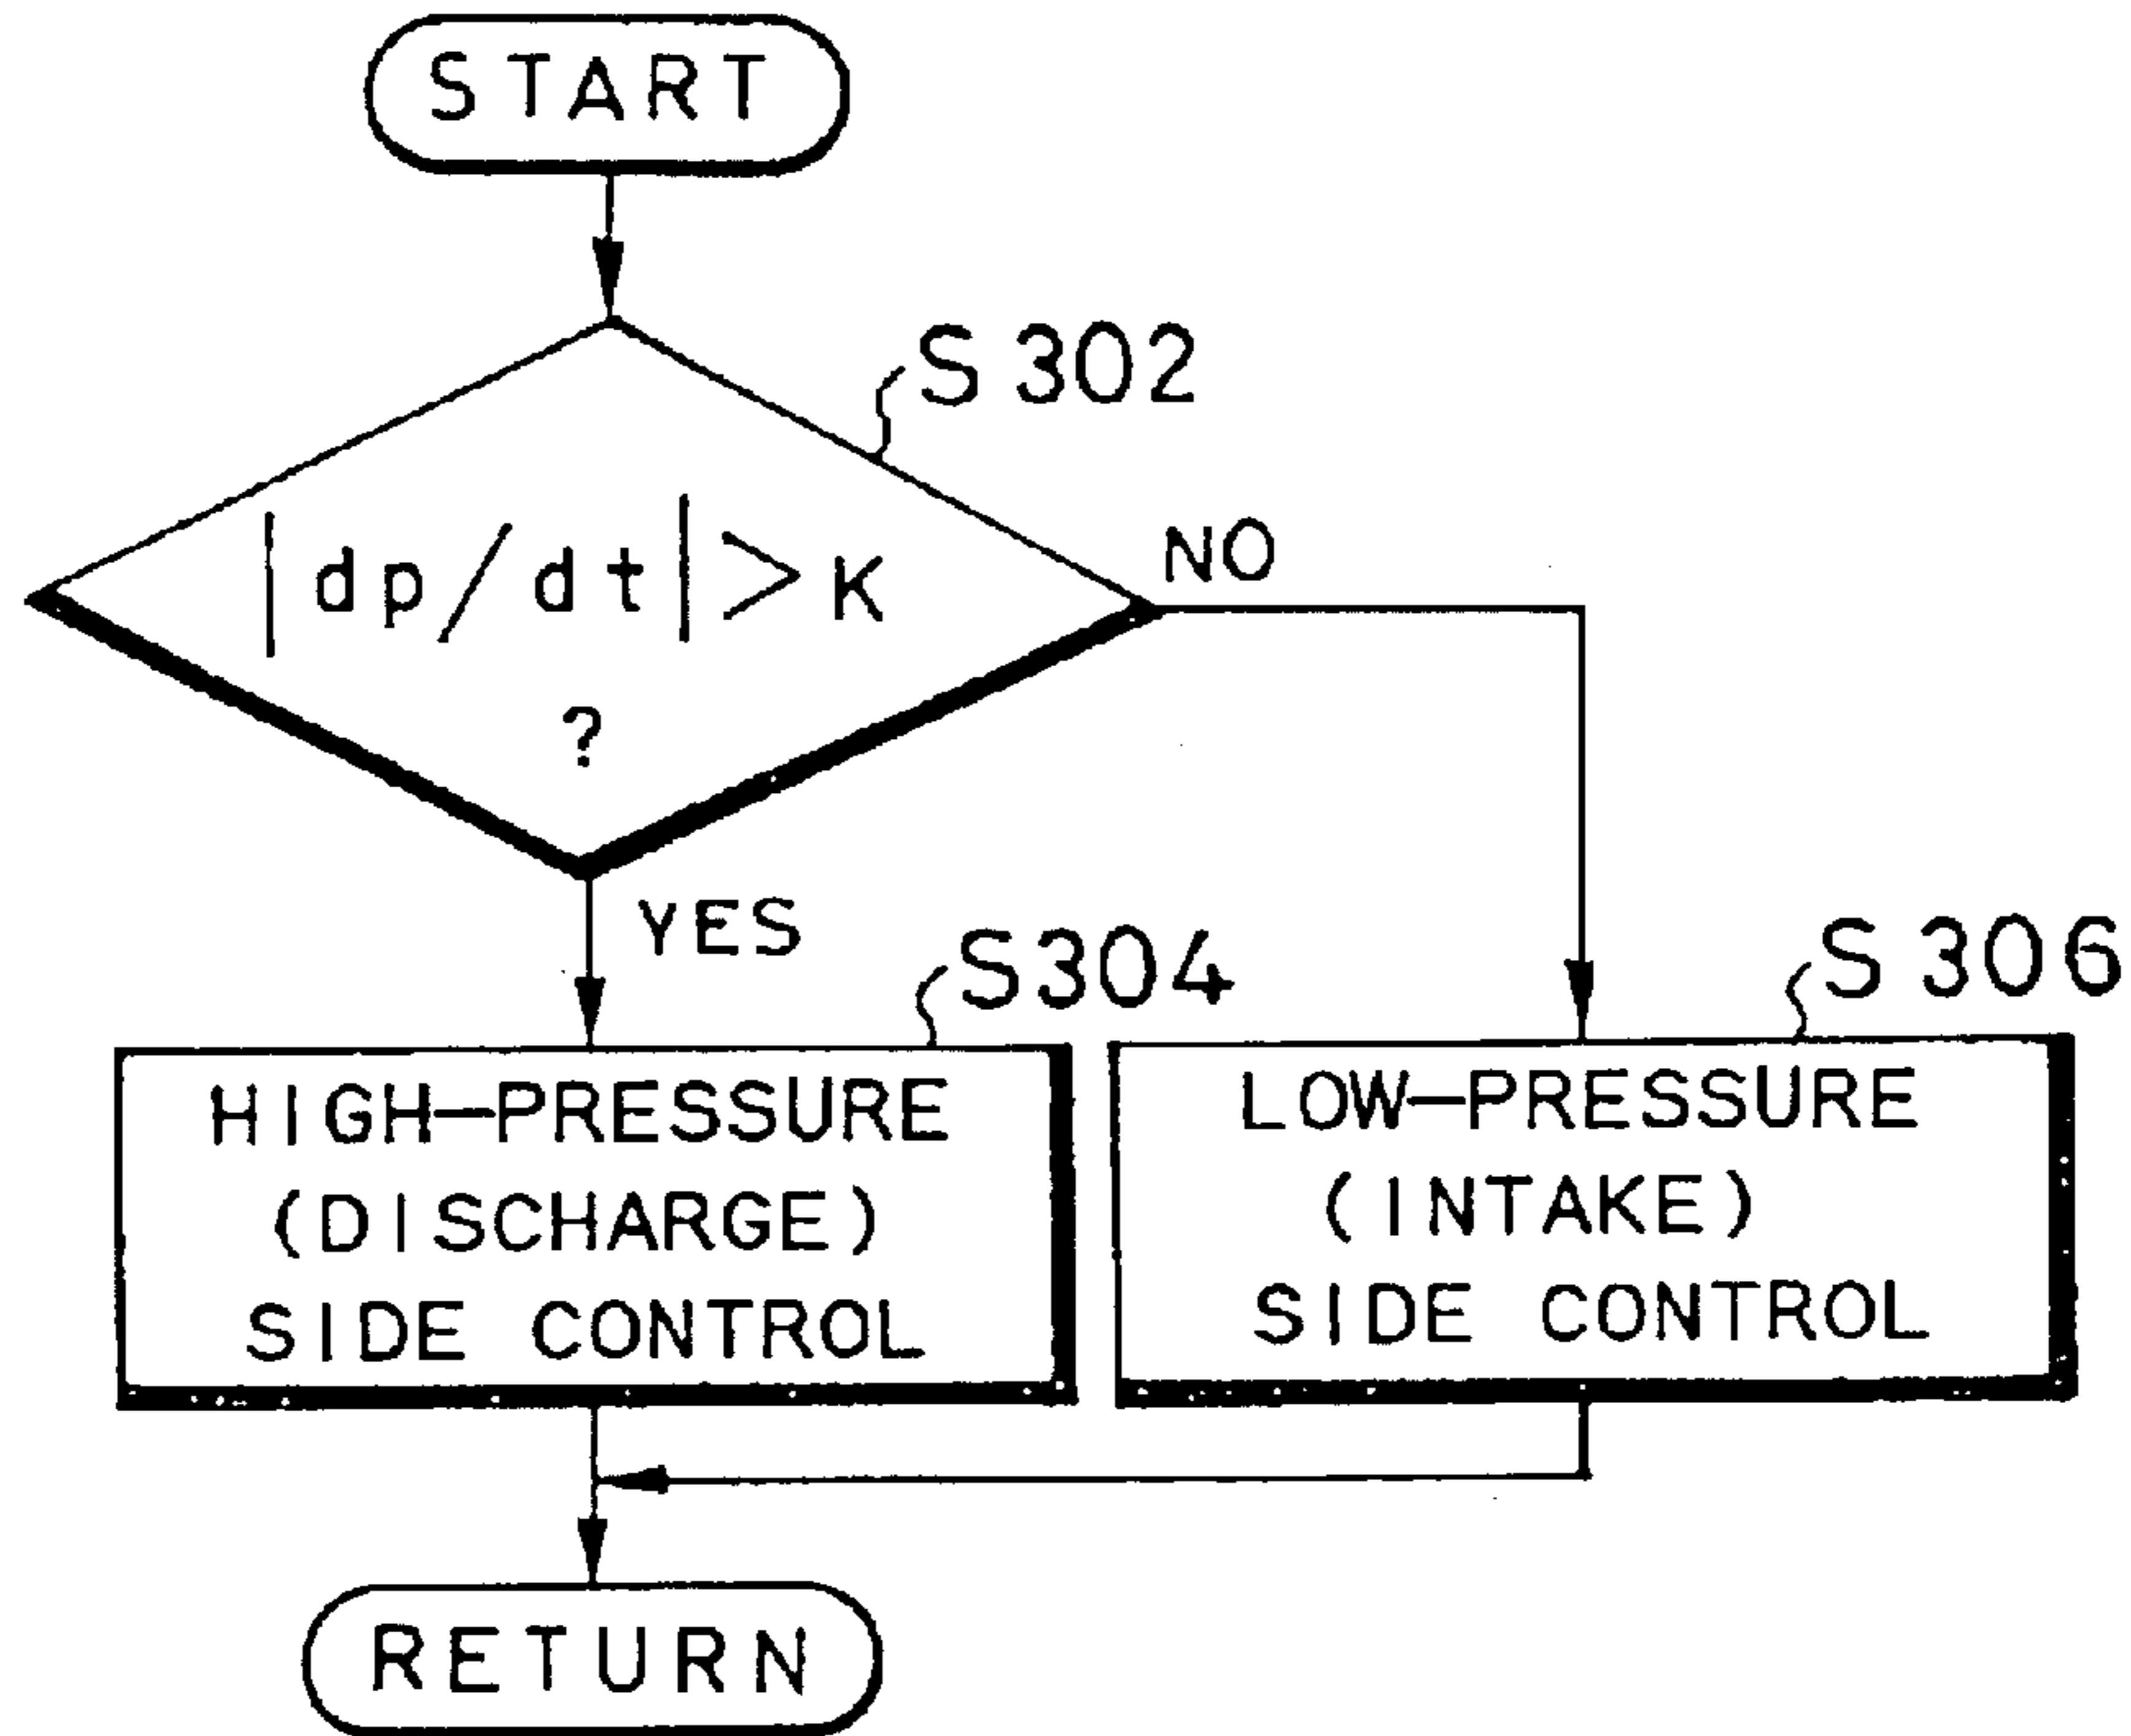 START
S302
|dp/dt|>K
?
NO
YES
S304
S306
HIGH-PRESSURE
(DISCHARGE)
SIDE CONTROL
LOW-PRESSURE
(INTAKE)
SIDE CONTROL
RETURN